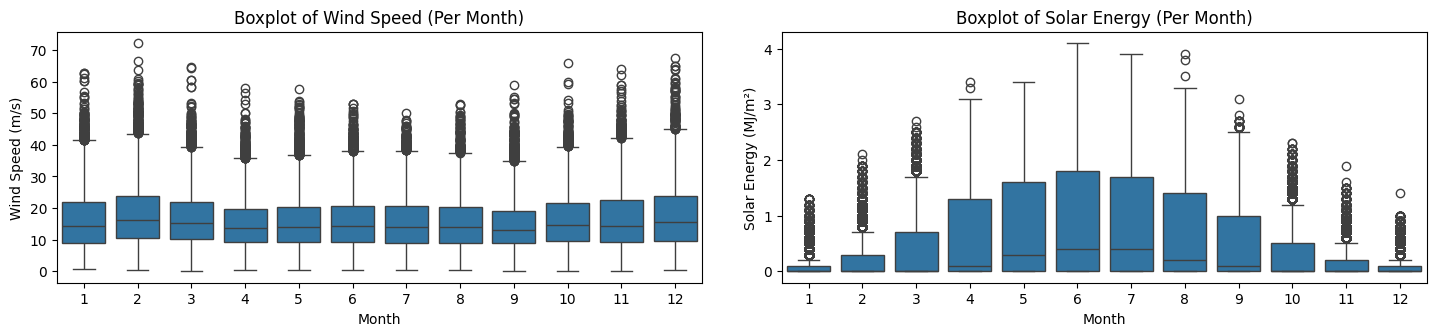 Boxplot of Wind Speed (Per Month)
Wind Speed (m/s)
70
60
50
40
30
20
10
0
1 2 3 4 5 6 7 8 9 10 11 12
Month
Boxplot of Solar Energy (Per Month)
Solar Energy (MJ/m²)
4
3
2
1
0
1 2 3 4 5 6 7 8 9 10 11 12
Month